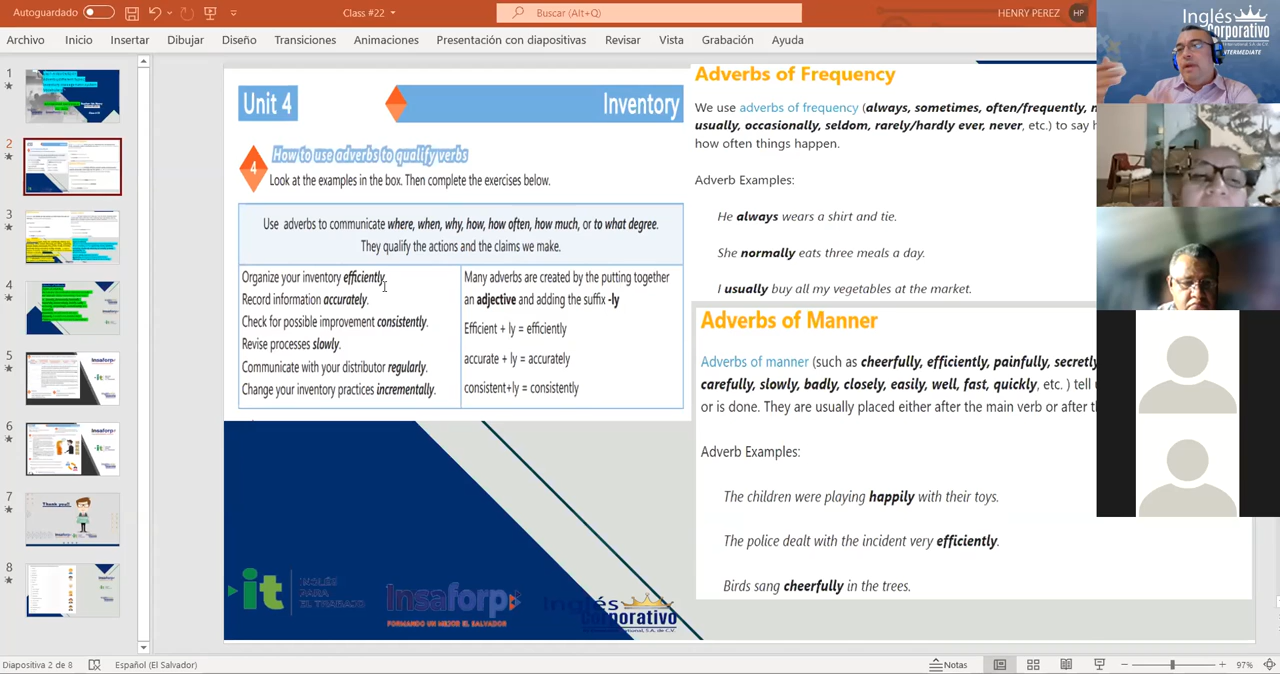 Autoguardado
Class #22
Buscar (Alt+Q)
HENRY PEREZ
HP
Archivo Inicio Insertar Dibujar Diseño Transiciones Animaciones Presentac diapositivas Revisar Vista Grabación Ayuda
Inglés
Corporativo
INTERMEDIATE
1
2
3
4
5
6
7
8
Thank you!!
Unit 4
Inventory
4
How to use adverbs to qualify verbs
Look at the examples in the box. Then complete the exercises below.
Use adverbs to communicate where, when, why, how, how often, how much, or to what degree.
They qualify the actions and the claims we make.
Organize your inventory efficiently.
Record information accurately.
Check for possible improvement consistently.
Revise processes slowly.
Communicate with your distributor regularly.
Change your inventory practices incrementally.
Many adverbs are created by the putting together
an adjective and adding the suffix -ly
Efficient + ly = efficiently
accurate + ly = accurately
consistent+ly = consistently
Adverbs of Frequency
We use adverbs of frequency (always, sometimes, often/frequently,
usually, occasionally, seldom, rarely/hardly ever, never, etc.) to say
how often things happen.
Adverb Examples:
He always wears a shirt and tie.
She normally eats three meals a day.
I usually buy all my vegetables at the market.
Adverbs of Manner
Adverbs of manner (such as cheerfully, efficiently, painfully, secretly
carefully, slowly, badly, closely, easily, well, fast, quickly, etc. ) tell
or is done. They are usually placed either after the main verb or after
Adverb Examples:
The children were playing happily with their toys.
The police dealt with the incident very efficiently.
Birds sang cheerfully in the trees.
it
INGLÉS
PARA
EL TRABAJO
Insaforp
FORMANDO UN MEJOR EL SALVADOR
Inglés
Corporativo
Diapositiva 2 de 8
Español (El Salvador)
Notas
97%